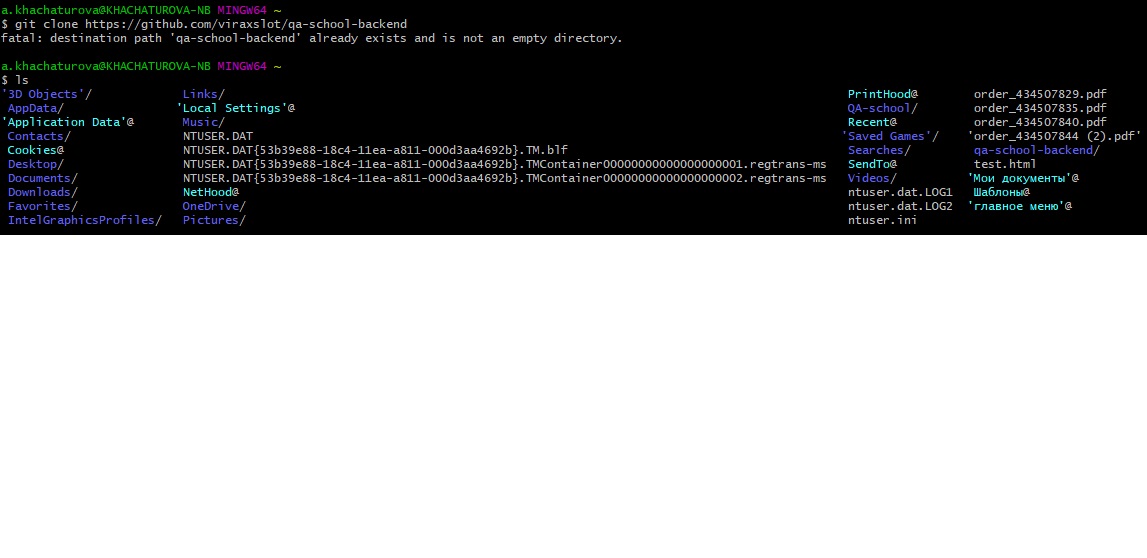 a.khachaturova@KHACHATUROVA-NB MINGW64 ~
$ git clone https://github.com/viraxslot/qa-school-backend
fatal: destination path 'qa-school-backend' already exists and is not an empty directory.
a.khachaturova@KHACHATUROVA-NB MINGW64 ~
$ ls
'3D Objects'/ Links/ PrintHood@ order_434507829.pdf
AppData/ 'Local Settings'@ QA-school/ order_434507835.pdf
'Application Data'@ Music/ Recent@ order_434507840.pdf
Contacts/ NTUSER.DAT 'Saved Games'/ 'order_434507844 (2).pdf'
Cookies@ NTUSER.DAT{53b39e88-18c4-11ea-a811-000d3aa4692b}.TM.blf Searches/ qa-school-backend/
Desktop/ NTUSER.DAT{53b39e88-18c4-11ea-a811-000d3aa4692b}.TMContainer00000000000000000001.regtrans-ms SendTo@ test.html
Documents/ NTUSER.DAT{53b39e88-18c4-11ea-a811-000d3aa4692b}.TMContainer00000000000000000002.regtrans-ms Videos/ 'Мои документы'@
Downloads/ NetHood@ ntuser.dat.LOG1 Шаблоны@
Favorites/ OneDrive/ ntuser.dat.LOG2 'главное меню'@
IntelGraphicsProfiles/ Pictures/ ntuser.ini